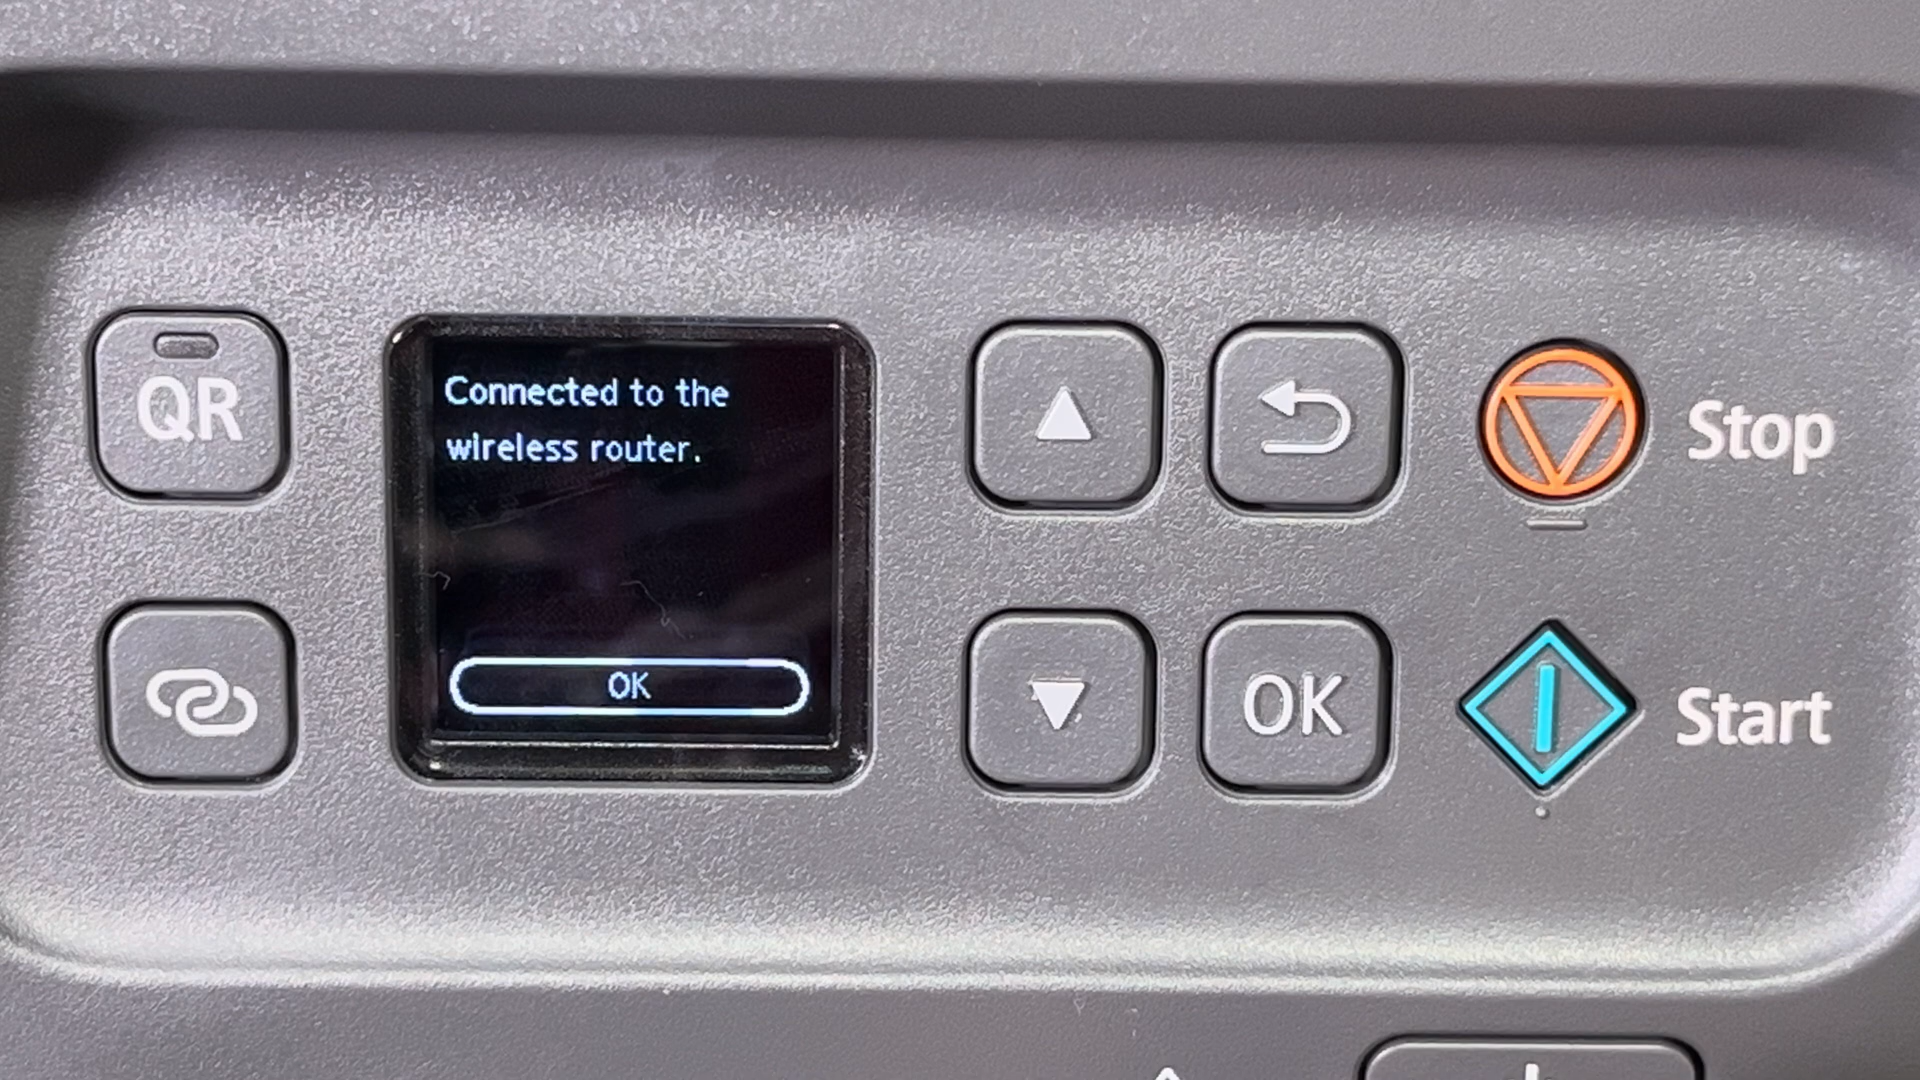 QR
Connected to the
wireless router.
OK
OK
Stop
Start